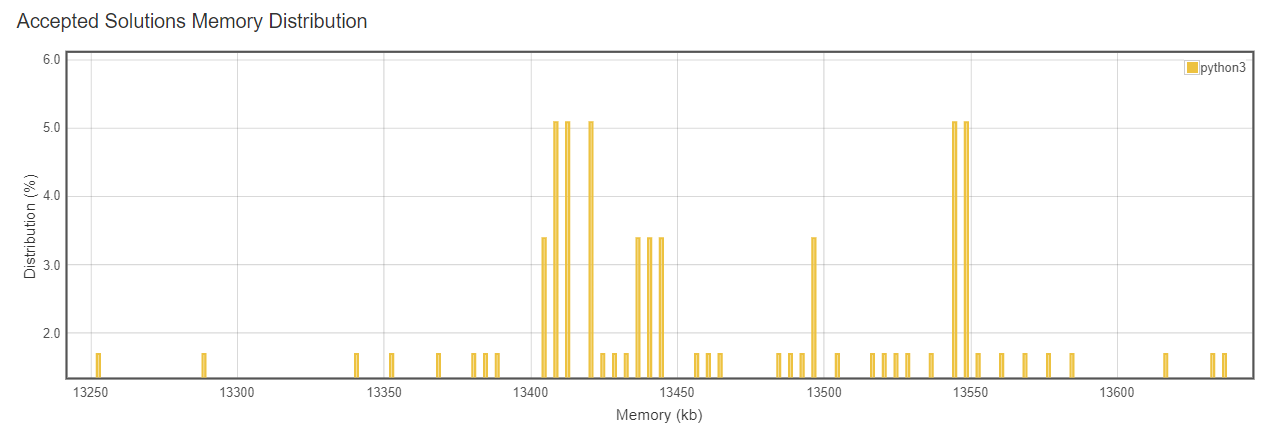 Accepted Solutions Memory Distribution
6.0
python3
5.0
4.0
3.0
2.0
Distribution (%)
13250 13300 13350 13400 13450 13500 13550 13600
Memory (kb)